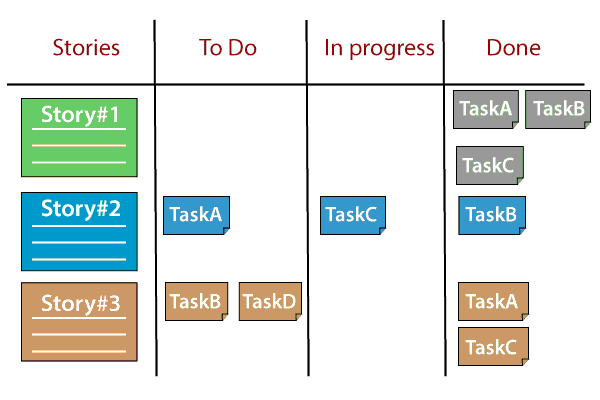 Stories To Do In progress Done
Story#1 TaskA TaskB
TaskC
Story#2 TaskA TaskC TaskB
Story#3 TaskB TaskD TaskA
TaskC